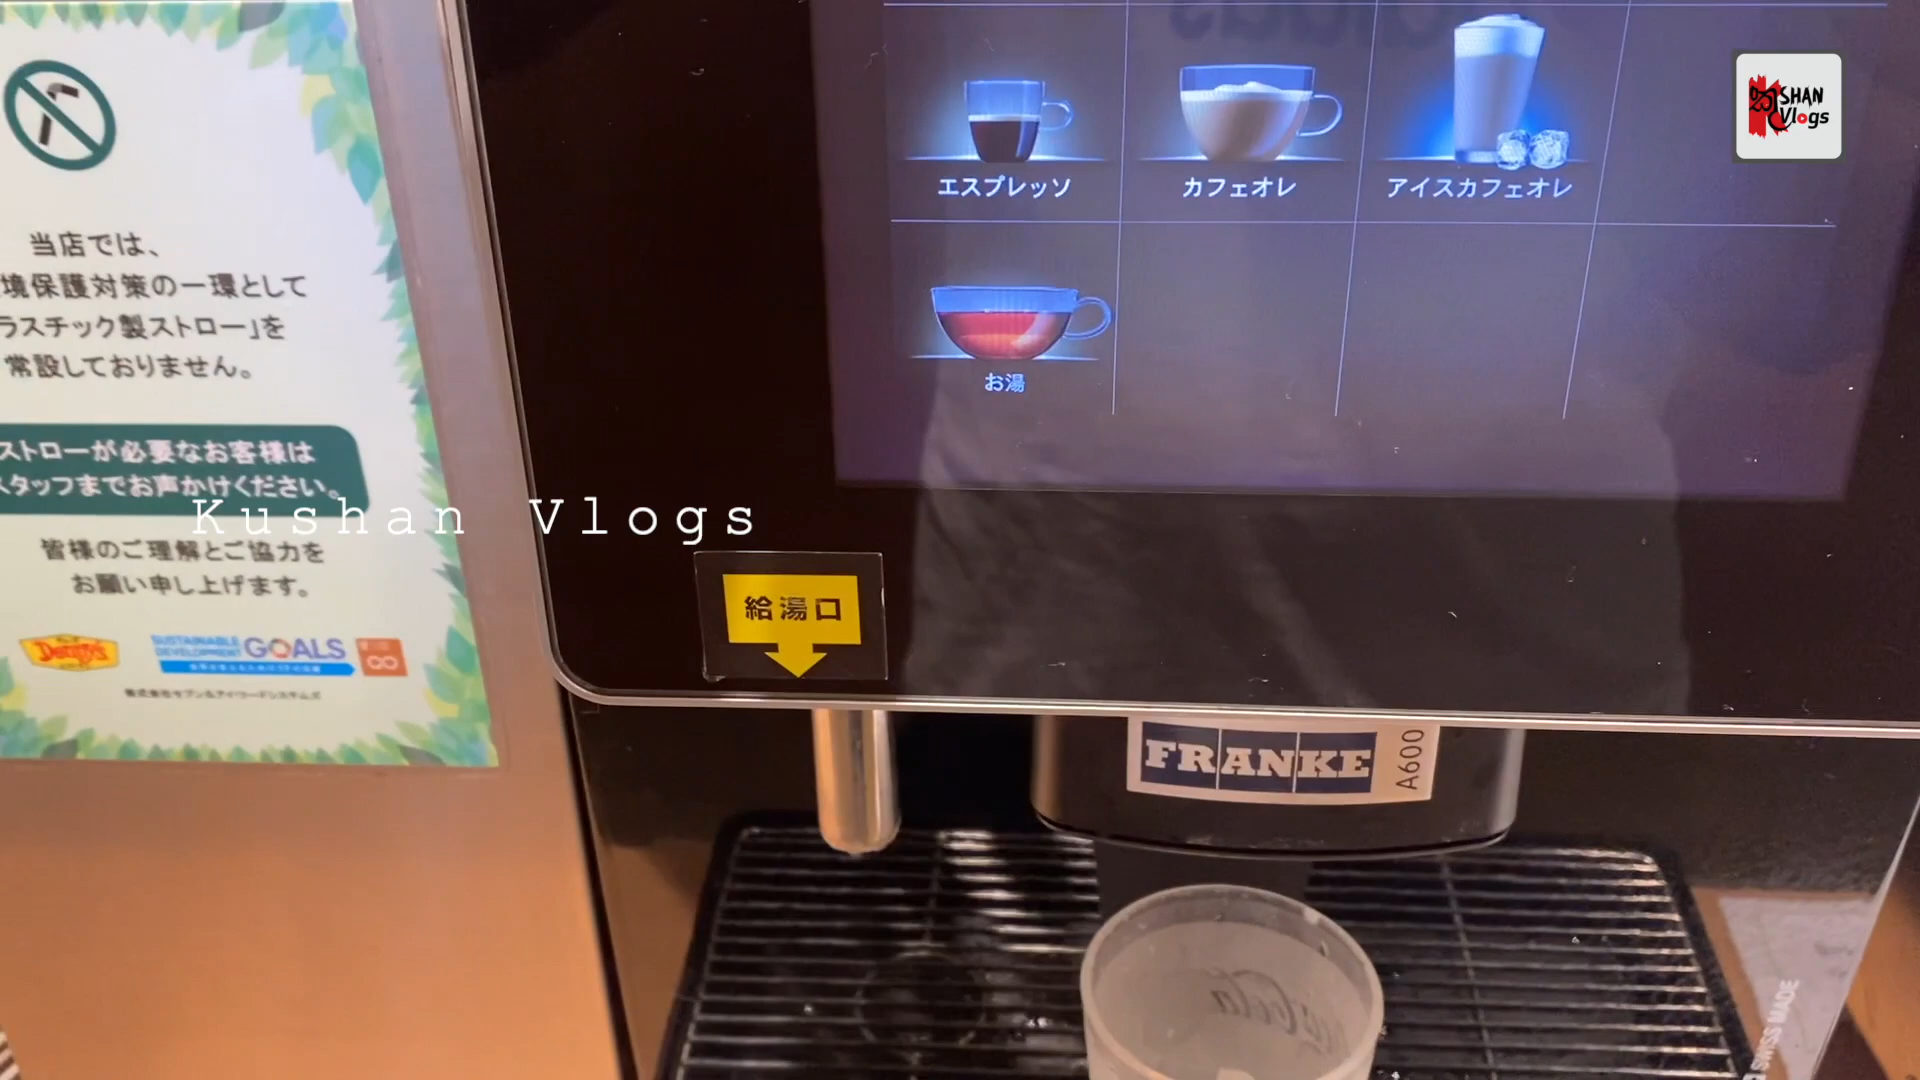 当店では、
境保護対策の一環として
ラスチック製ストロー」を
常設しておりません。
ストローが必要なお客様は
スタッフまでお声かけください。
皆様のご理解とご協力を
お願い申し上げます。
Denny's
SUSTAINABLE
DEVELOPMENT GOALS
Kushan Vlogs
エスプレッソ
カフェオレ
アイスカフェオレ
お湯
SHAN
Vlogs
給湯口
FRANKE
A600
SWISS MADE